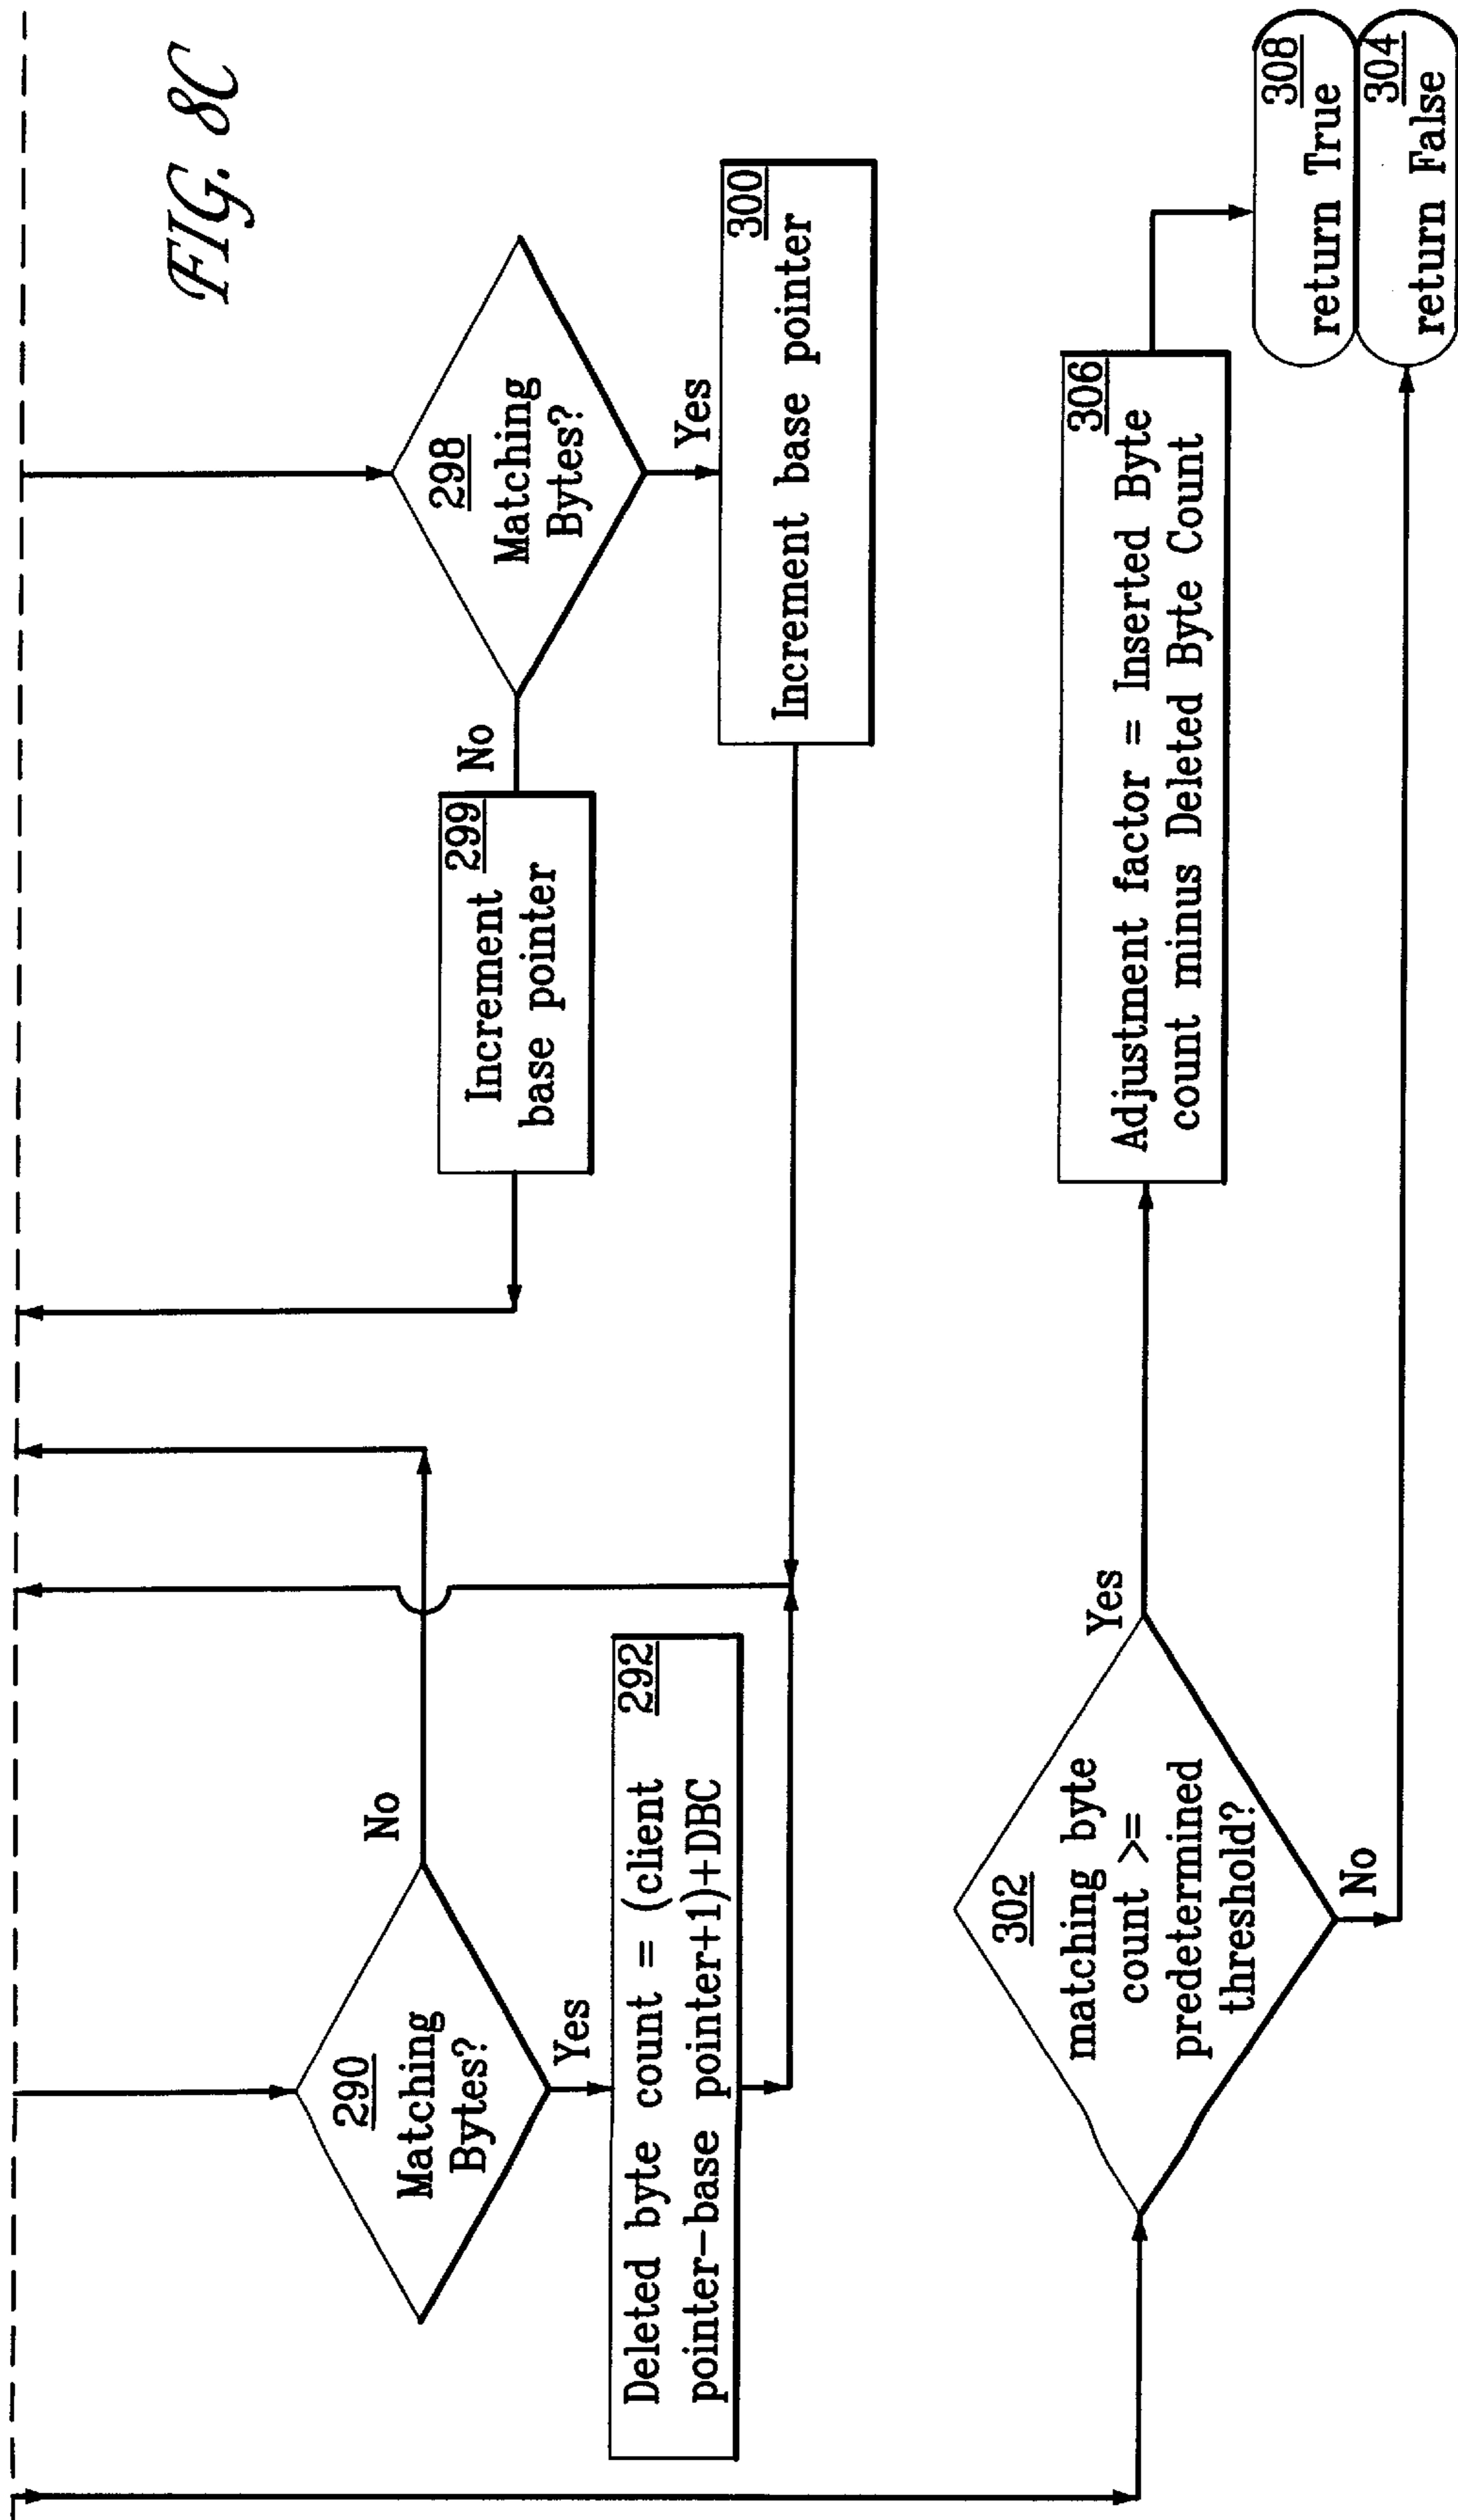 FIG. 8C
290
Matching
Bytes?
No
Yes
292
Deleted byte count = (client
pointer-base pointer+1)+DBC
298
Matching
Bytes?
No
Yes
299
Increment
base pointer
300
Increment base pointer
302
matching byte
count >=
predetermined
threshold?
Yes
No
306
Adjustment factor = Inserted Byte
count minus Deleted Byte Count
308
return True
304
return False